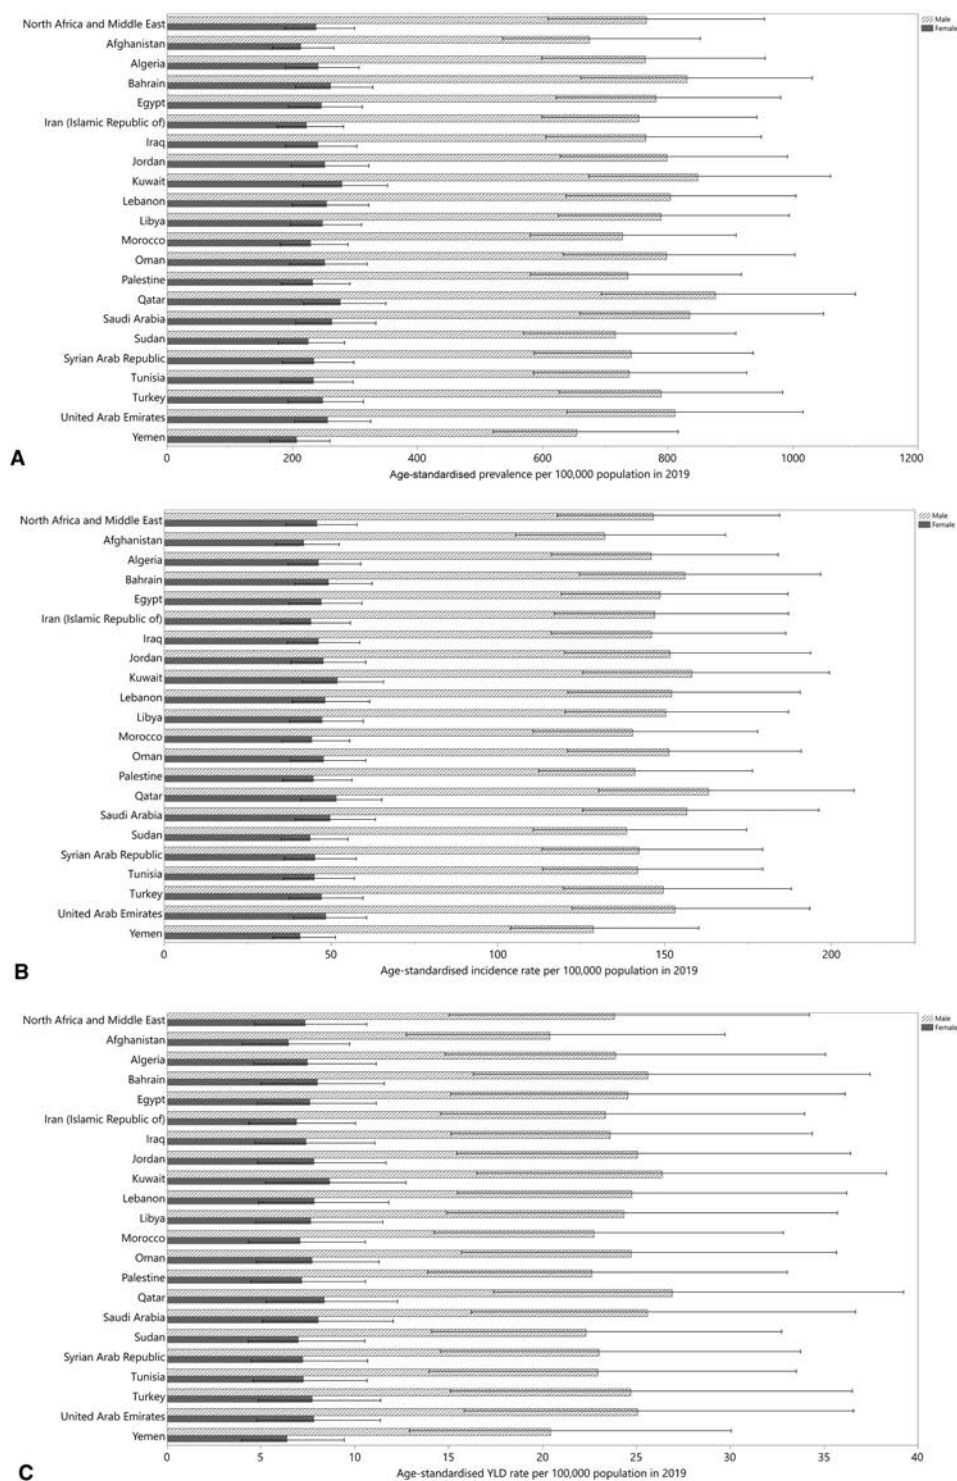 Male
Female
North Africa and Middle East
Afghanistan
Algeria
Bahrain
Egypt
Iran (Islamic Republic of)
Iraq
Jordan
Kuwait
Lebanon
Libya
Morocco
Oman
Palestine
Qatar
Saudi Arabia
Sudan
Syrian Arab Republic
Tunisia
Turkey
United Arab Emirates
Yemen
0 200 400 600 800 1000 1200
Age-standardised prevalence per 100,000 population in 2019
A
Male
Female
North Africa and Middle East
Afghanistan
Algeria
Bahrain
Egypt
Iran (Islamic Republic of)
Iraq
Jordan
Kuwait
Lebanon
Libya
Morocco
Oman
Palestine
Qatar
Saudi Arabia
Sudan
Syrian Arab Republic
Tunisia
Turkey
United Arab Emirates
Yemen
0 50 100 150 200
Age-standardised incidence rate per 100,000 population in 2019
B
Male
Female
North Africa and Middle East
Afghanistan
Algeria
Bahrain
Egypt
Iran (Islamic Republic of)
Iraq
Jordan
Kuwait
Lebanon
Libya
Morocco
Oman
Palestine
Qatar
Saudi Arabia
Sudan
Syrian Arab Republic
Tunisia
Turkey
United Arab Emirates
Yemen
0 5 10 15 20 25 30 35 40
Age-standardised YLD rate per 100,000 population in 2019
C